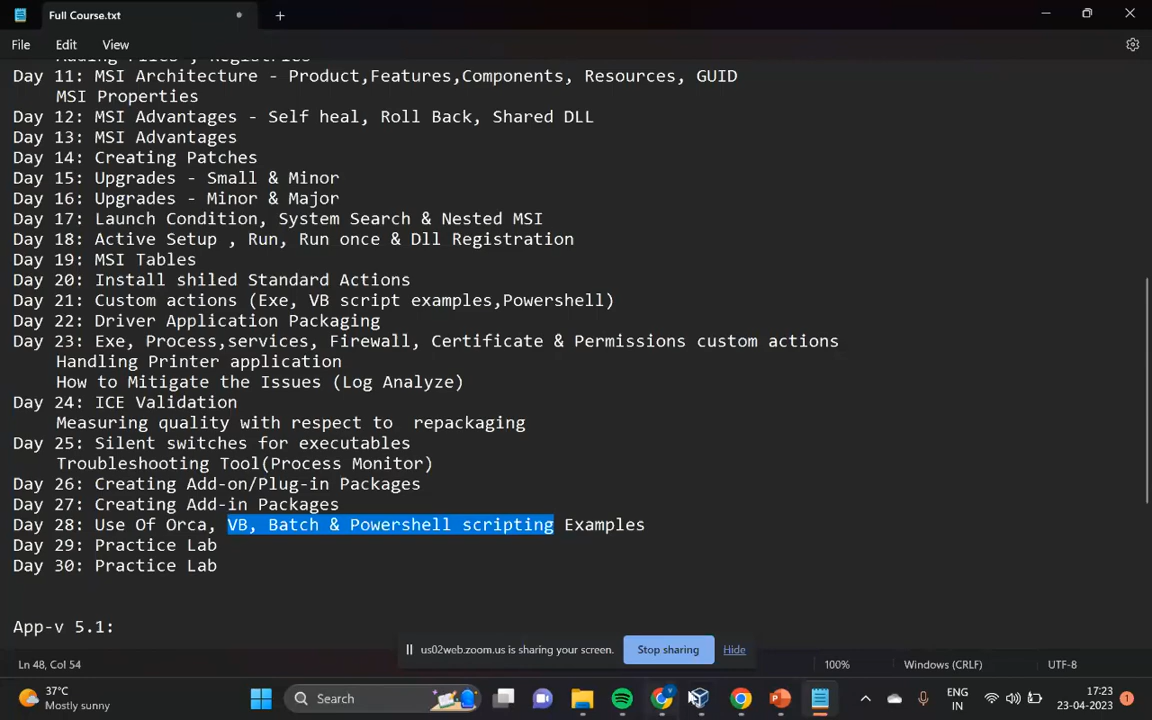 Full Course.txt
File Edit View
Adding Files , Registries
Day 11: MSI Architecture - Product,Features,Components, Resources, GUID
MSI Properties
Day 12: MSI Advantages - Self heal, Roll Back, Shared DLL
Day 13: MSI Advantages
Day 14: Creating Patches
Day 15: Upgrades - Small & Minor
Day 16: Upgrades - Minor & Major
Day 17: Launch Condition, System Search & Nested MSI
Day 18: Active Setup , Run, Run once & Dll Registration
Day 19: MSI Tables
Day 20: Install shiled Standard Actions
Day 21: Custom actions (Exe, VB script examples,Powershell)
Day 22: Driver Application Packaging
Day 23: Exe, Process,services, Firewall, Certificate & Permissions custom actions
Handling Printer application
How to Mitigate the Issues (Log Analyze)
Day 24: ICE Validation
Measuring quality with respect to  repackaging
Day 25: Silent switches for executables
Troubleshooting Tool(Process Monitor)
Day 26: Creating Add-on/Plug-in Packages
Day 27: Creating Add-in Packages
Day 28: Use Of Orca, VB, Batch & Powershell scripting Examples
Day 29: Practice Lab
Day 30: Practice Lab
App-v 5.1:
us02web.zoom.us is sharing your screen. Stop sharing Hide
Ln 48, Col 54 100% Windows (CRLF) UTF-8
37°C
Mostly sunny
Search
ENG
IN
17:23
23-04-2023
1